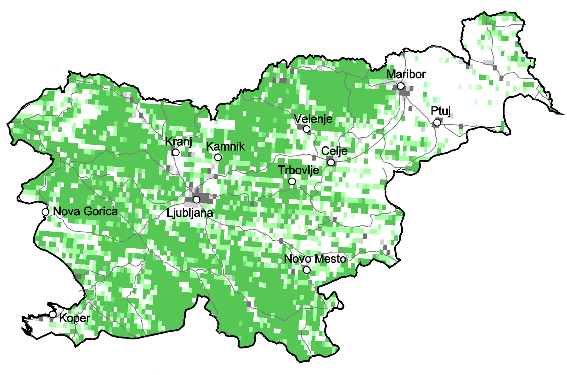 Maribor
Ptuj
Velenje
Kranj
Kamnik
Celje
Trbovlje
Nova Gorica
Ljubljana
Novo Mesto
Koper